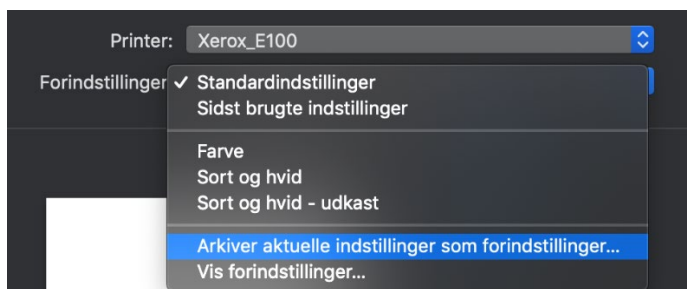 Printer: Xerox_E100
Forindstillinger ✓ Standardindstillinger
Sidst brugte indstillinger
Farve
Sort og hvid
Sort og hvid - udkast
Arkiver aktuelle indstillinger som forindstillinger...
Vis forindstillinger...